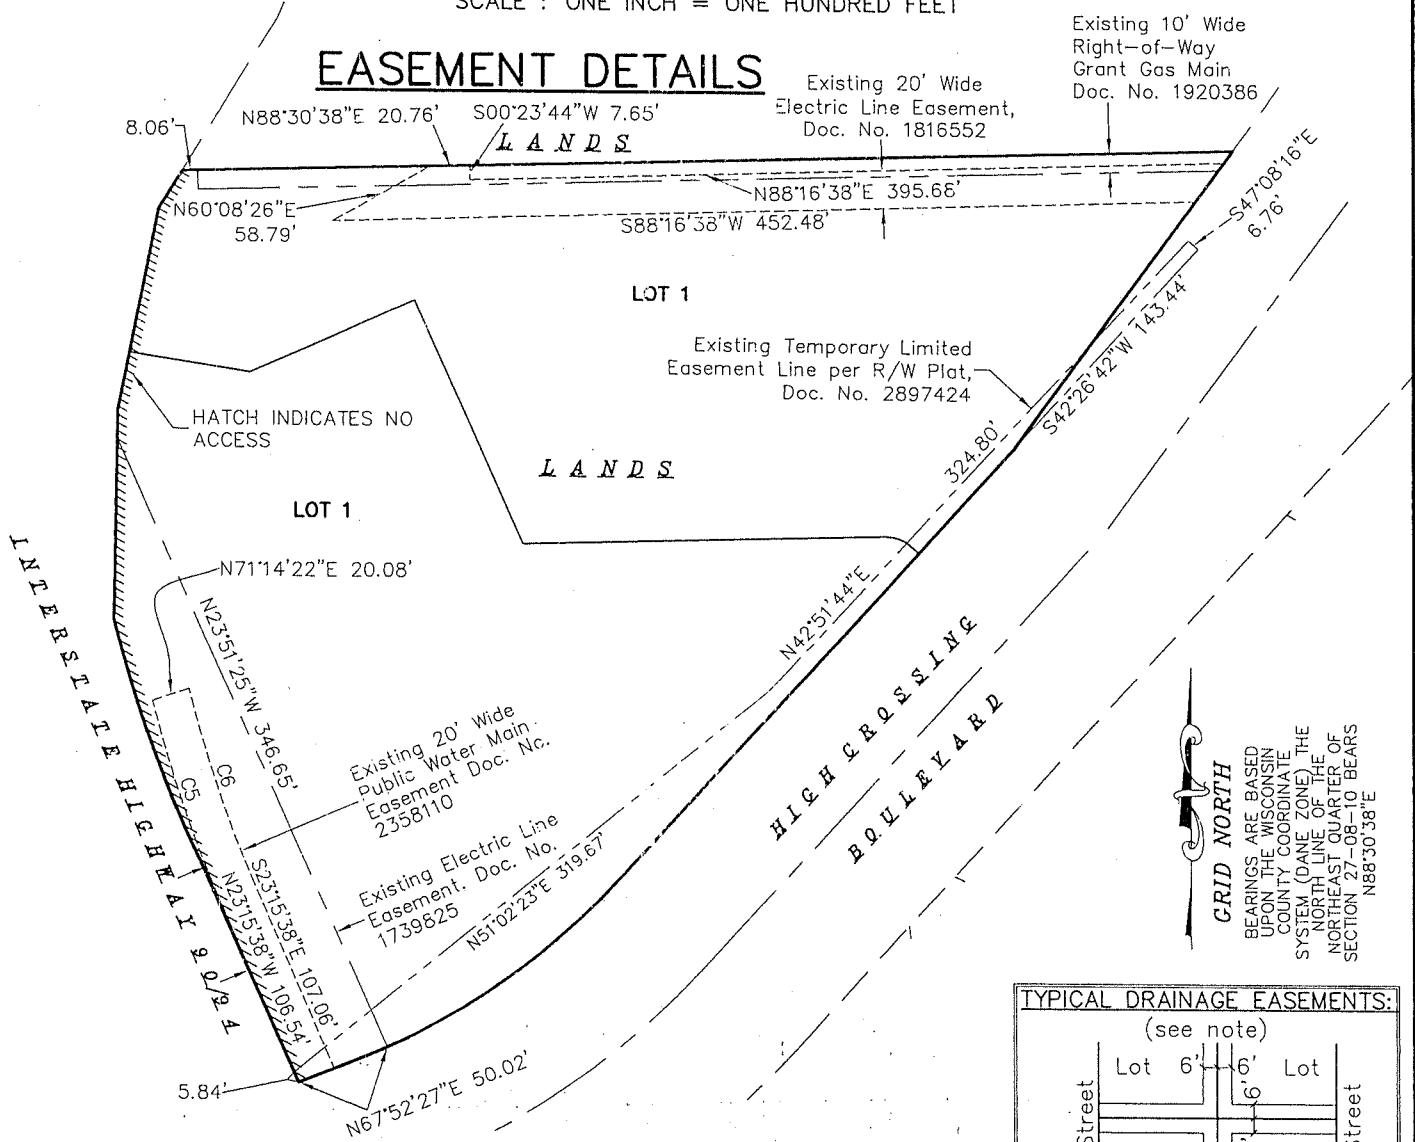 SCALE : ONE INCH = ONE HUNDRED FEET
EASEMENT DETAILS
Existing 10' Wide
Right-of-Way
Grant Gas Main
Doc. No. 1920386
Existing 20' Wide
Electric Line Easement,
Doc. No. 1816552
8.06'
N88°30'38"E 20.76'
S00°23'44"W 7.65'
LANDS
N60°08'26"E
58.79'
N88°16'38"E 395.68'
S88°16'38"W 452.48'
S47°08'16"E
6.76'
LOT 1
Existing Temporary Limited
Easement Line per R/W Plat,
Doc. No. 2897424
S42°26'42"W 143.44'
HATCH INDICATES NO
ACCESS
LANDS
324.80'
N42°51'44"E
LOT 1
N71°14'22"E 20.08'
INTERSTATE HIGHWAY 90/94
N23°51'25"W 346.65'
C5
C6
Existing 20' Wide
Public Water Main
Easement Doc. No.
2358110
Existing Electric Line
Easement. Doc. No.
1739825
S23°15'38"E 107.06'
N23°15'38"W 106.54'
N51°02'23"E 319.67'
HIGH CROSSING
BOULEVARD
5.84'
N67°52'27"E 50.02'
GRID NORTH
BEARINGS ARE BASED
UPON THE WISCONSIN
COUNTY COORDINATE
SYSTEM (DANE ZONE) THE
NORTH LINE OF THE
NORTHEAST QUARTER OF
SECTION 27-08-10 BEARS
N88°30'38"E
TYPICAL DRAINAGE EASEMENTS:
(see note)
Lot 6' 6' Lot
6'
Street
Street